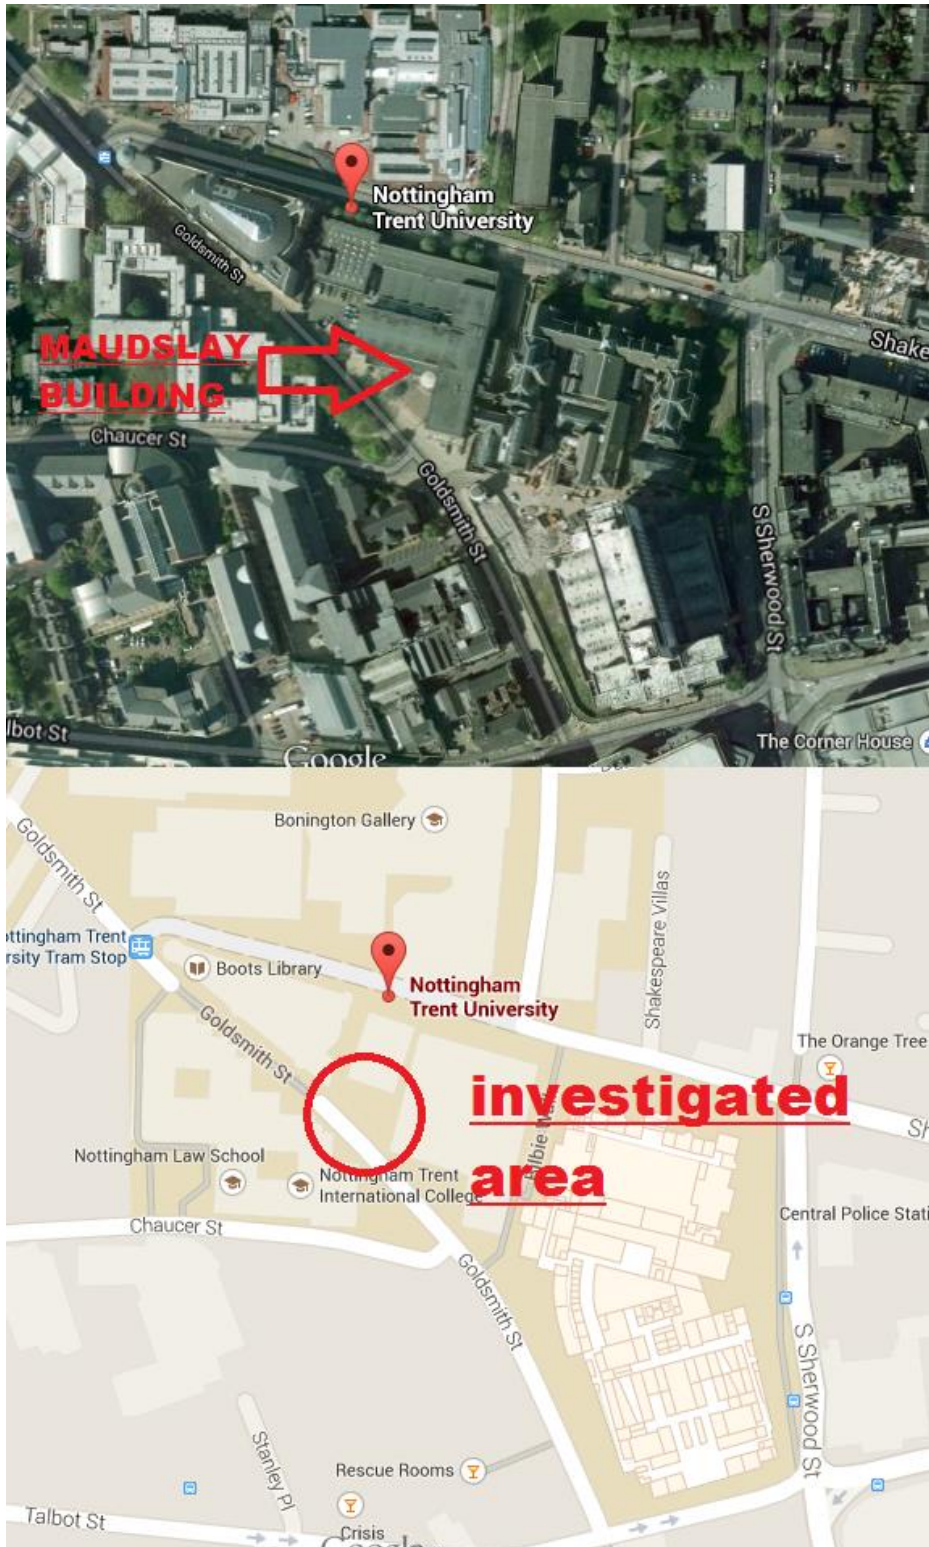 Nottingham
Trent University
Goldsmith St
Shake
MAUDSLAY
BUILDING
Chaucer St
Goldsmith St
S Sherwood St
lbot St
Google
The Corner House
Bonington Gallery
Goldsmith St
Shakespeare Villas
ottingham Trent
rsity Tram Stop
Boots Library
Nottingham
Trent University
Goldsmith St
The Orange Tree
investigated
area
Sh
Nottingham Law School
Nottingham Trent
International College
Chaucer St
Central Police Stati
Goldsmith St
S Sherwood St
Stanley Pl
Rescue Rooms
Talbot St
Crisis
Google